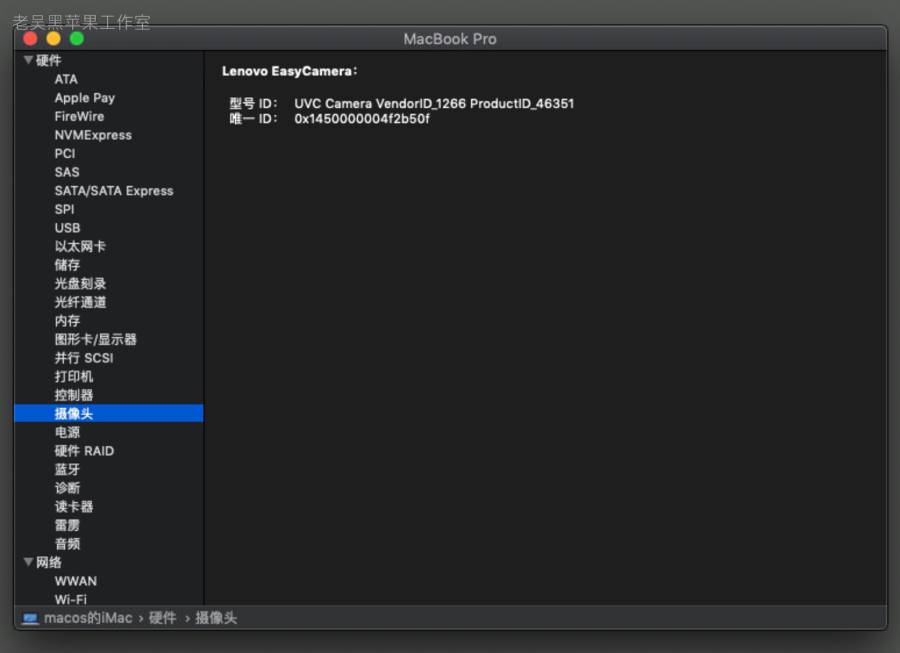 老吴黑苹果工作室
MacBook Pro
硬件
ATA
Apple Pay
FireWire
NVMExpress
PCI
SAS
SATA/SATA Express
SPI
USB
以太网卡
储存
光盘刻录
光纤通道
内存
图形卡/显示器
并行 SCSI
打印机
控制器
摄像头
电源
硬件 RAID
蓝牙
诊断
读卡器
雷雳
音频
网络
WWAN
Wi-Fi
Lenovo EasyCamera:
型号 ID: UVC Camera VendorID_1266 ProductID_46351
唯一 ID: 0x1450000004f2b50f
macos的iMac › 硬件 › 摄像头